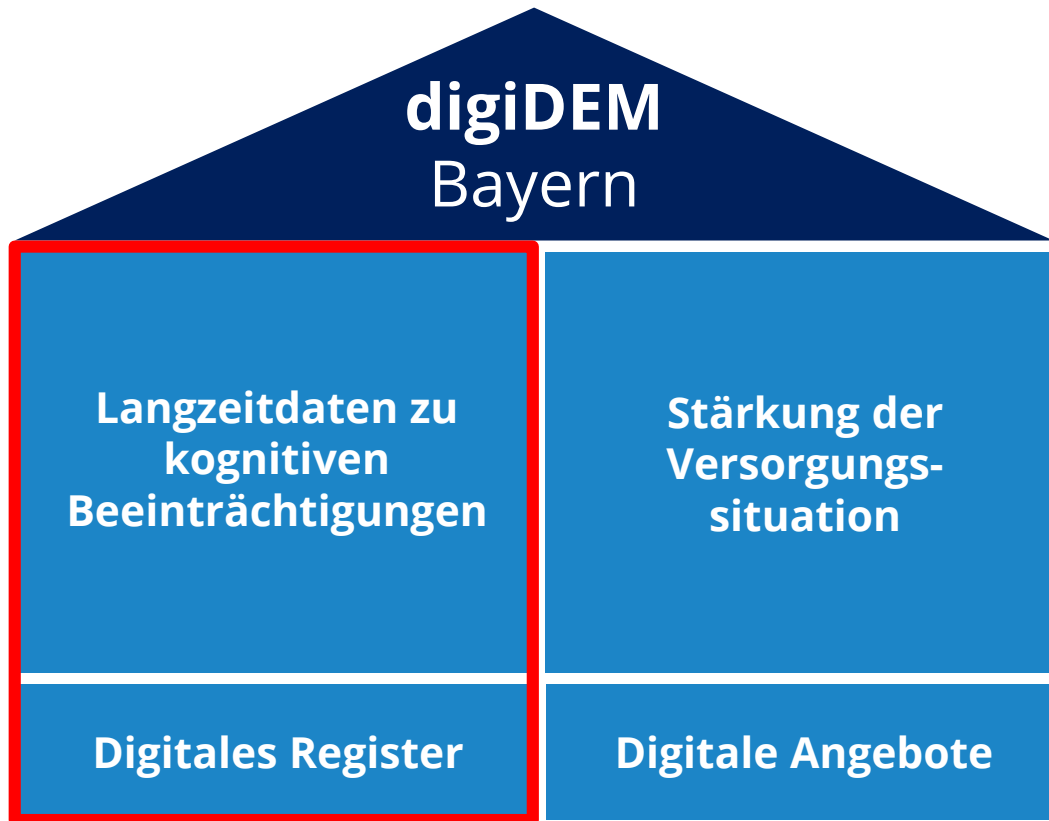 digiDEM
Bayern
Langzeitdaten zu
kognitiven
Beeinträchtigungen
Stärkung der
Versorgungs-
situation
Digitales Register
Digitale Angebote